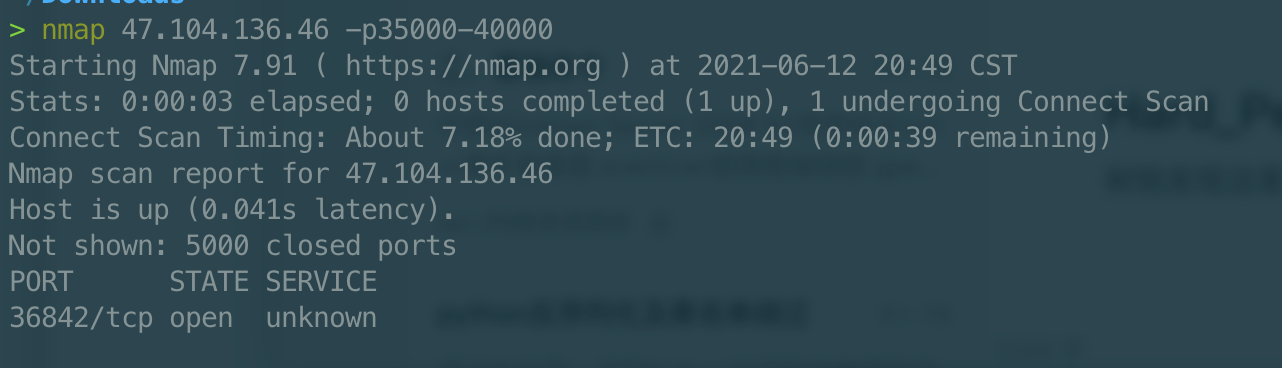 /Downloads
> nmap 47.104.136.46 -p35000-40000
Starting Nmap 7.91 ( https://nmap.org ) at 2021-06-12 20:49 CST
Stats: 0:00:03 elapsed; 0 hosts completed (1 up), 1 undergoing Connect Scan
Connect Scan Timing: About 7.18% done; ETC: 20:49 (0:00:39 remaining)
Nmap scan report for 47.104.136.46
Host is up (0.041s latency).
Not shown: 5000 closed ports
PORT      STATE SERVICE
36842/tcp open  unknown